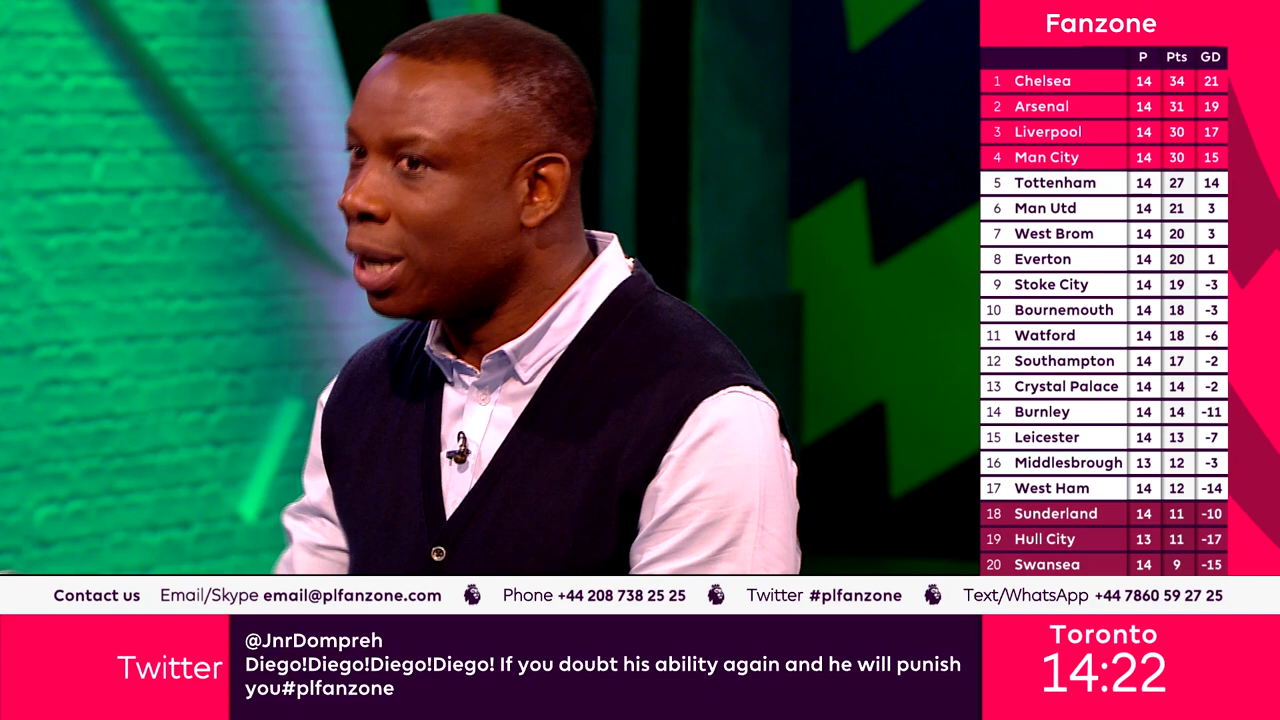 Fanzone
P Pts GD
1 Chelsea 14 34 21
2 Arsenal 14 31 19
3 Liverpool 14 30 17
4 Man City 14 30 15
5 Tottenham 14 27 14
6 Man Utd 14 21 3
7 West Brom 14 20 3
8 Everton 14 20 1
9 Stoke City 14 19 -3
10 Bournemouth 14 18 -3
11 Watford 14 18 -6
12 Southampton 14 17 -2
13 Crystal Palace 14 14 -2
14 Burnley 14 14 -11
15 Leicester 14 13 -7
16 Middlesbrough 13 12 -3
17 West Ham 14 12 -14
18 Sunderland 14 11 -10
19 Hull City 13 11 -17
20 Swansea 14 9 -15
Contact us Email/Skype email@plfanzone.com Phone +44 208 738 25 25 Twitter #plfanzone Text/WhatsApp +44 7860 59 27 25
Twitter
@JnrDompreh
Diego!Diego!Diego!Diego! If you doubt his ability again and he will punish
you#plfanzone
Toronto
14:22